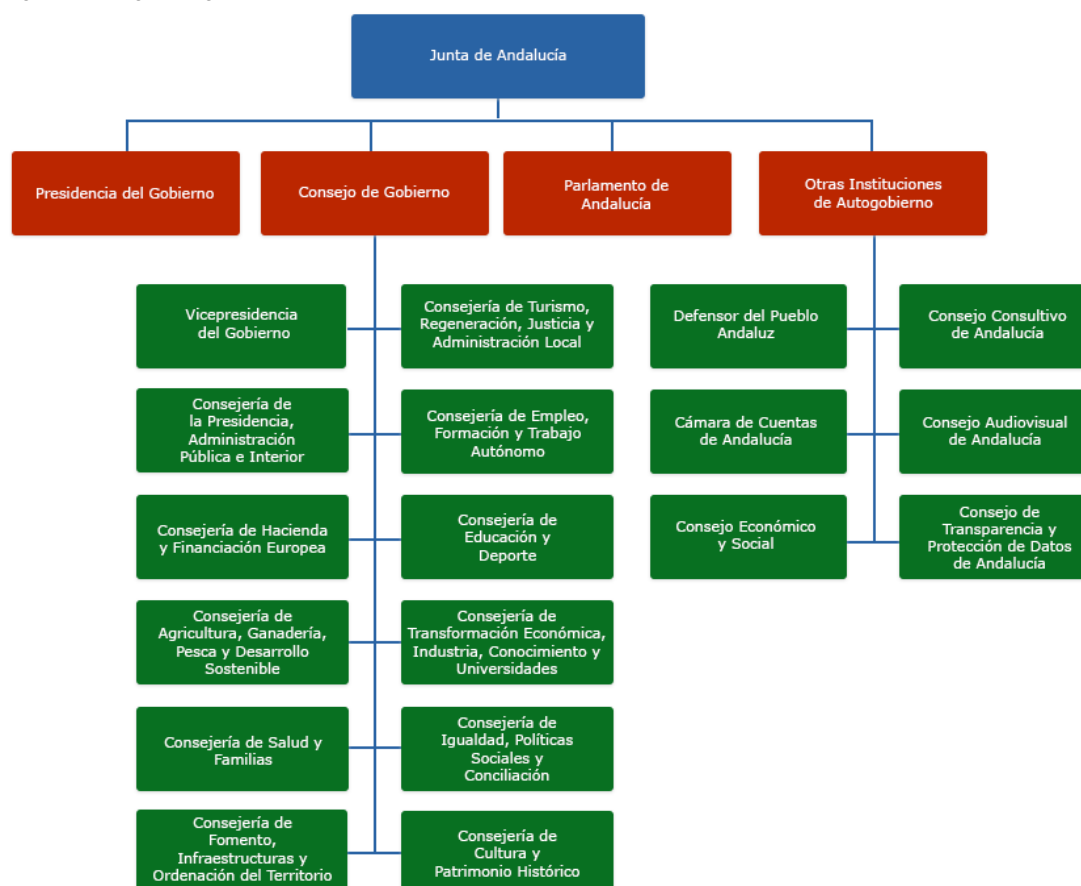 Junta de Andalucía
Presidencia del Gobierno
Consejo de Gobierno
Parlamento de
Andalucía
Otras Instituciones
de Autogobierno
Vicepresidencia
del Gobierno
Consejería de Turismo,
Regeneración, Justicia y
Administración Local
Defensor del Pueblo
Andaluz
Consejo Consultivo
de Andalucía
Consejería de
la Presidencia,
Administración
Pública e Interior
Consejería de Empleo,
Formación y Trabajo
Autónomo
Cámara de Cuentas
de Andalucía
Consejo Audiovisual
de Andalucía
Consejería de Hacienda
y Financiación Europea
Consejería de
Educación y
Deporte
Consejo Económico
y Social
Consejo de
Transparencia y
Protección de Datos
de Andalucía
Consejería de
Agricultura, Ganadería,
Pesca y Desarrollo
Sostenible
Consejería de
Transformación Económica,
Industria, Conocimiento y
Universidades
Consejería de Salud y
Familias
Consejería de
Igualdad, Políticas
Sociales y
Conciliación
Consejería de
Fomento,
Infraestructuras y
Ordenación del Territorio
Consejería de
Cultura y
Patrimonio Histórico